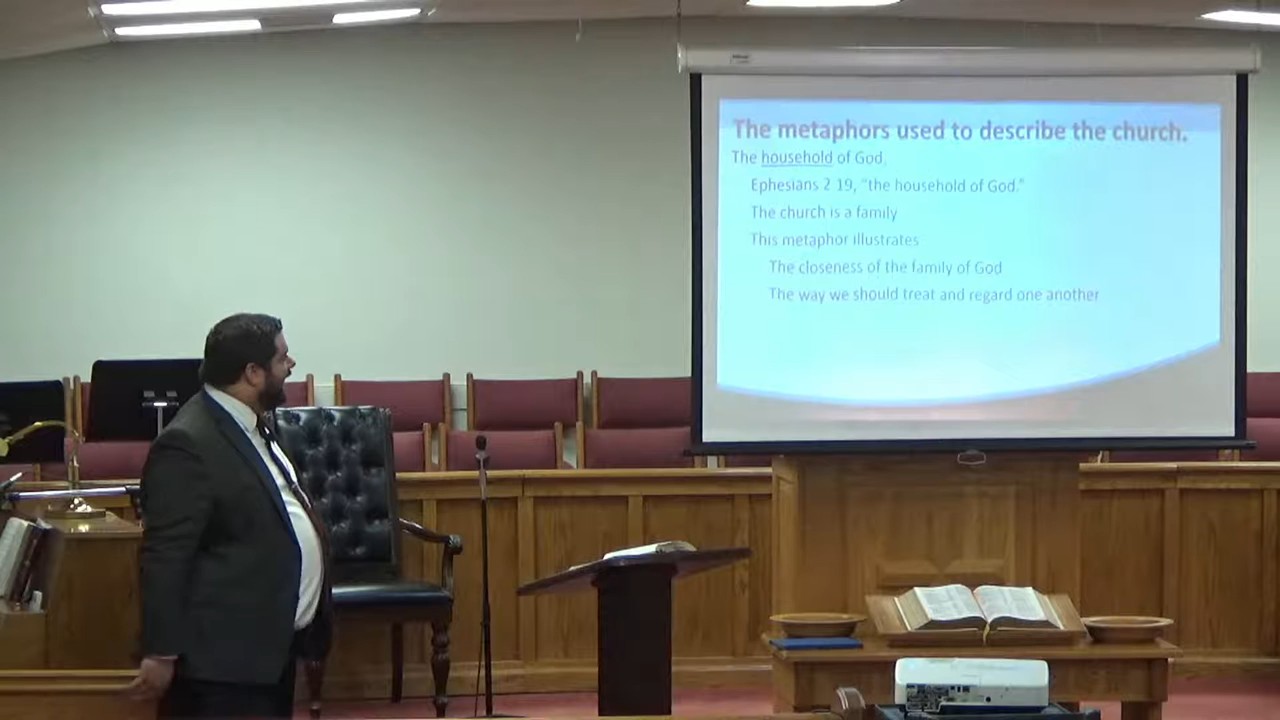 The metaphors used to describe the church.
The household of God.
Ephesians 2 19, "the household of God."
The church is a family
This metaphor illustrates
The closeness of the family of God
The way we should treat and regard one another